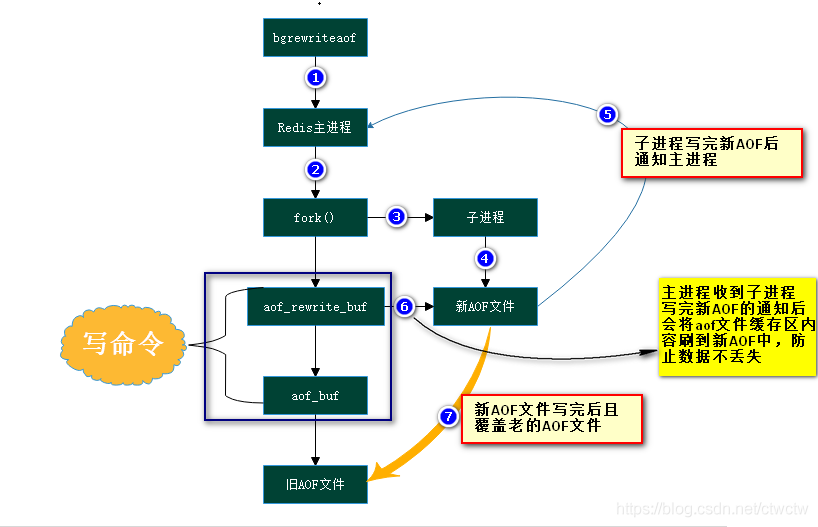 bgrewriteaof
1
Redis主进程
5
子进程写完新AOF后
通知主进程
2
fork()
3
子进程
4
写命令
aof_rewrite_buf
6
新AOF文件
主进程收到子进程
写完新AOF的通知后
会将aof文件缓存区内
容刷到新AOF中，防
止数据不丢失
aof_buf
7
新AOF文件写完后且
覆盖老的AOF文件
旧AOF文件
https://blog.csdn.net/ctwctw